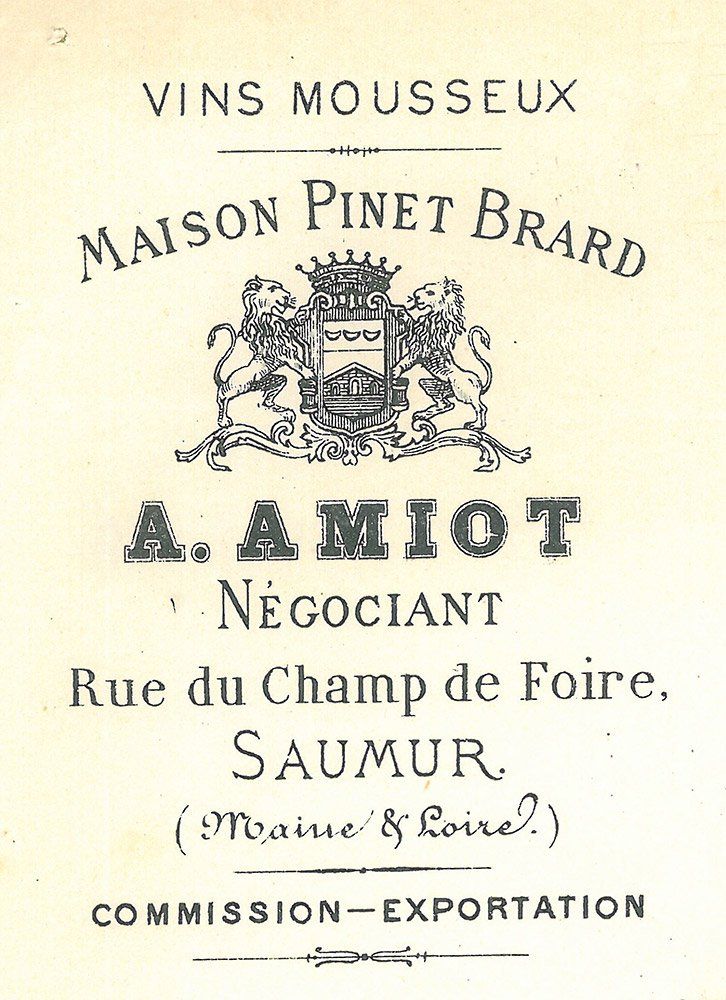 VINS MOUSSEUX
MAISON PINET BRARD
A. AMIOT
NÉGOCIANT
Rue du Champ de Foire,
SAUMUR.
(Maine & Loire.)
COMMISSION—EXPORTATION